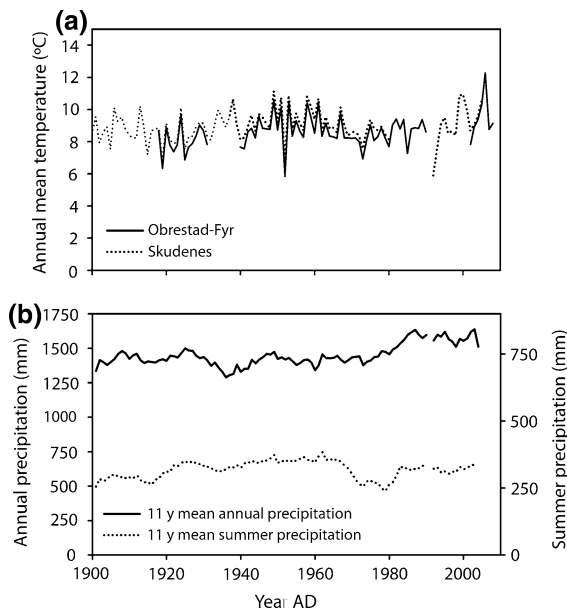 (a)
Annual mean temperature (ºC)
14
12
10
8
6
4
2
0
Obrestad-Fyr
Skudenes
(b)
Annual precipitation (mm)
1750
1500
1250
1000
750
500
250
0
750
500
250
0
Summer precipitation (mm)
11 y mean annual precipitation
11 y mean summer precipitation
1900 1920 1940 1960 1980 2000
Year AD